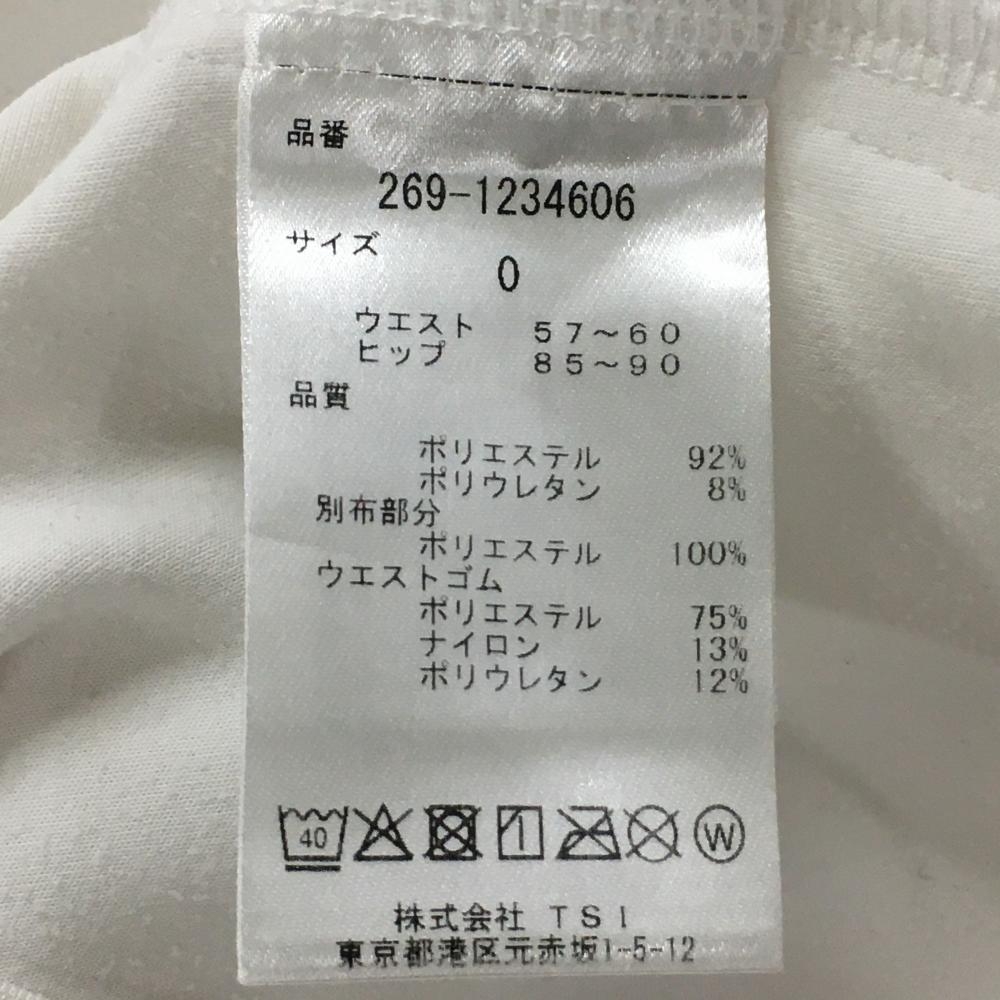 品番
269-1234606
サイズ
0
ウエスト 57～60
ヒップ 85～90
品質
ポリエステル 92%
ポリウレタン 8%
別布部分
ポリエステル 100%
ウエストゴム
ポリエステル 75%
ナイロン 13%
ポリウレタン 12%
40 W
株式会社 TSI
東京都港区元赤坂1-5-12